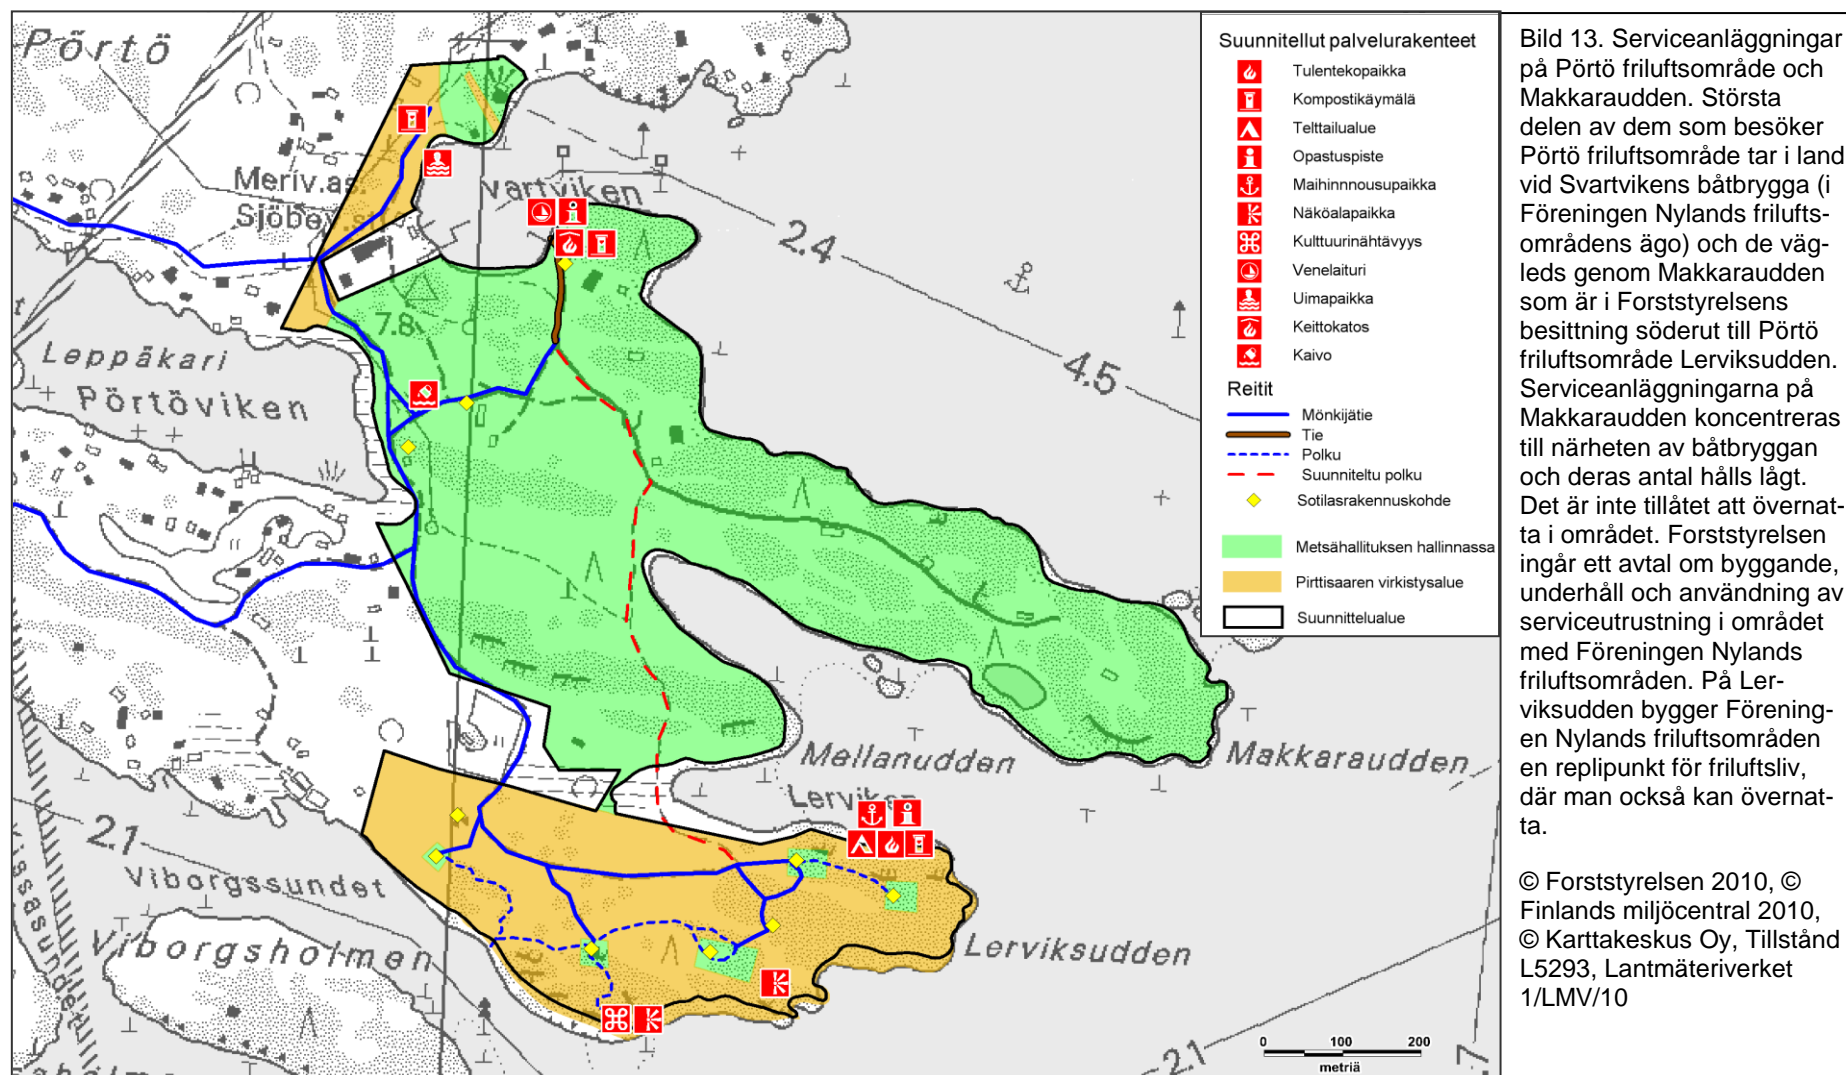 Pörtö
Meriv.as.
Sjöbev.st.
vartviken
7.8
Leppäkari
Pörtöviken
2.4
4.5
Mellanudden
Makkaraudden
Lerviken
2.1
Viborgssundet
Viborgsholmen
Lerviksudden
2.1
Suunnitellut palvelurakenteet
Tulentekopaikka
Kompostikäymälä
Telttailualue
Opastuspiste
Maihinnnousupaikka
Näköalapaikka
Kulttuurinähtävyys
Venelaituri
Uimapaikka
Keittokatos
Kaivo
Reitit
Mönkijätie
Tie
Polku
Suunniteltu polku
Sotilasrakennuskohde
Metsähallituksen hallinnassa
Pirttisaaren virkistysalue
Suunnittelualue
0 100 200
metriä
Bild 13. Serviceanläggningar
på Pörtö friluftsområde och
Makkaraudden. Största
delen av dem som besöker
Pörtö friluftsområde tar i land
vid Svartvikens båtbrygga (i
Föreningen Nylands frilufts-
områdens ägo) och de väg-
leds genom Makkaraudden
som är i Forststyrelsens
besittning söderut till Pörtö
friluftsområde Lerviksudden.
Serviceanläggningarna på
Makkaraudden koncentreras
till närheten av båtbryggan
och deras antal hålls lågt.
Det är inte tillåtet att övernat-
ta i området. Forststyrelsen
ingår ett avtal om byggande,
underhåll och användning av
serviceutrustning i området
med Föreningen Nylands
friluftsområden. På Ler-
viksudden bygger Förening-
en Nylands friluftsområden
en replipunkt för friluftsliv,
där man också kan övernat-
ta.
© Forststyrelsen 2010, ©
Finlands miljöcentral 2010,
© Karttakeskus Oy, Tillstånd
L5293, Lantmäteriverket
1/LMV/10